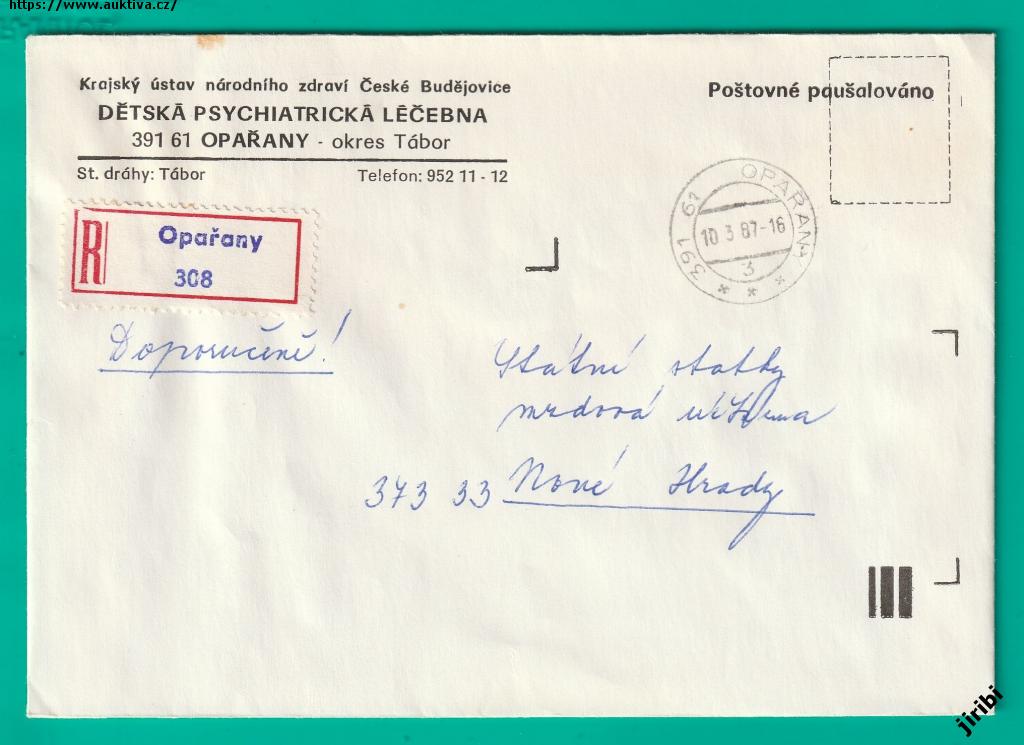 https://www.auktiva.cz/
Krajský ústav národního zdraví České Budějovice
DĚTSKÁ PSYCHIATRICKÁ LÉČEBNA
391 61 OPAŘANY - okres Tábor
St. dráhy: Tábor Telefon: 952 11 - 12
Poštovné paušalováno
391 61 OPAŘANY
10 3 87-16
3
R Opařany
308
Doporučeně!
Státní statky
mzdová účtárna
373 33 Nové Hrady
jiribi